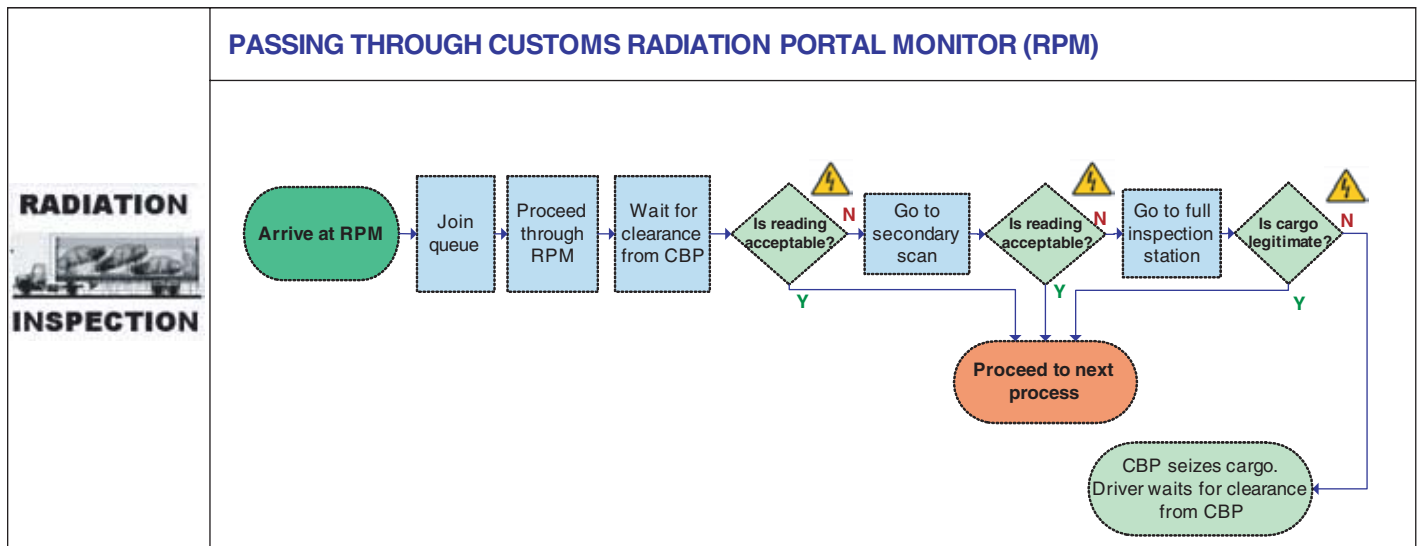 PASSING THROUGH CUSTOMS RADIATION PORTAL MONITOR (RPM)
RADIATION
INSPECTION
Arrive at RPM
Join
queue
Proceed
through
RPM
Wait for
clearance
from CBP
Is reading
acceptable?
N
Y
Go to
secondary
scan
Is reading
acceptable?
N
Y
Go to full
inspection
station
Is cargo
legitimate?
N
Y
Proceed to next
process
CBP seizes cargo.
Driver waits for clearance
from CBP